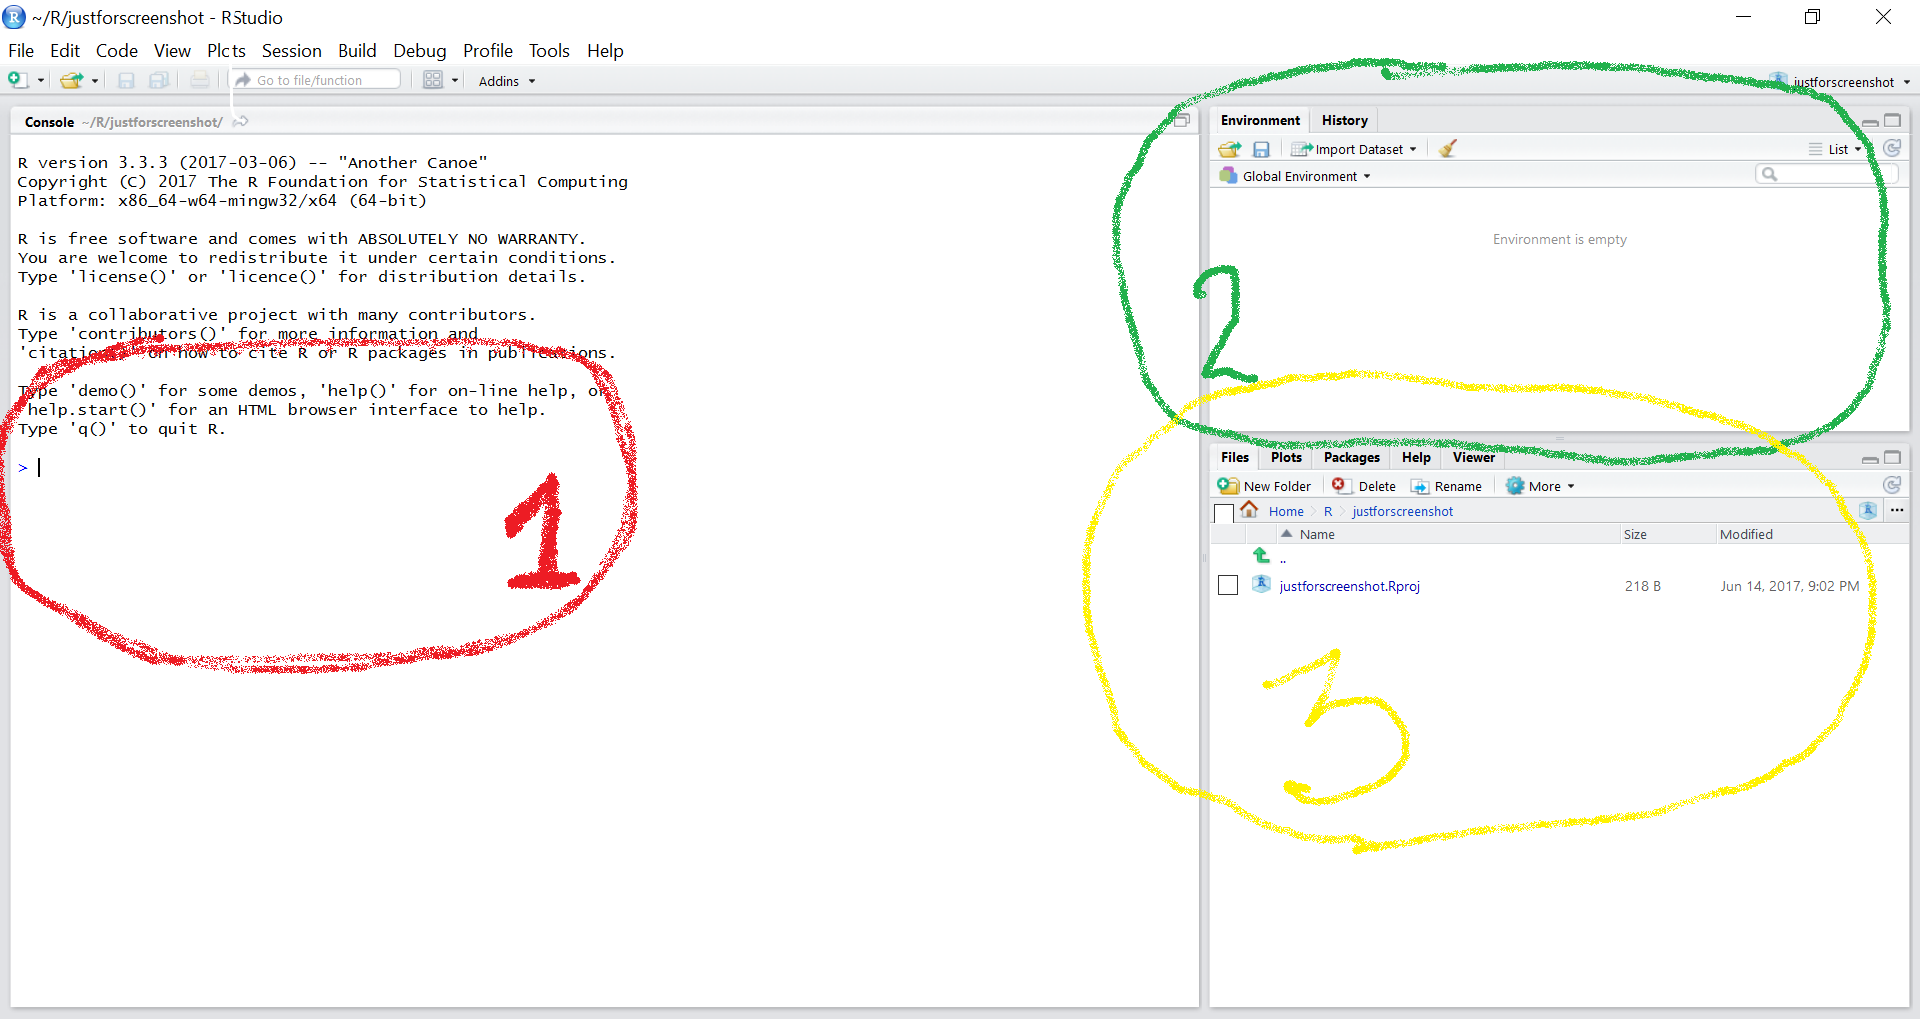 ~/R/justforscreenshot - RStudio
File Edit Code View Plots Session Build Debug Profile Tools Help
Go to file/function Addins justforscreenshot
Console ~/R/justforscreenshot/
R version 3.3.3 (2017-03-06) -- "Another Canoe"
Copyright (C) 2017 The R Foundation for Statistical Computing
Platform: x86_64-w64-mingw32/x64 (64-bit)
R is free software and comes with ABSOLUTELY NO WARRANTY.
You are welcome to redistribute it under certain conditions.
Type 'license()' or 'licence()' for distribution details.
R is a collaborative project with many contributors.
Type 'contributors()' for more information and
'citation()' on how to cite R or R packages in publications.
Type 'demo()' for some demos, 'help()' for on-line help, or
'help.start()' for an HTML browser interface to help.
Type 'q()' to quit R.
>
1
Environment History
Import Dataset List
Global Environment
Environment is empty
2
Files Plots Packages Help Viewer
New Folder Delete Rename More
Home R justforscreenshot ...
Name Size Modified
..
justforscreenshot.Rproj 218 B Jun 14, 2017, 9:02 PM
3